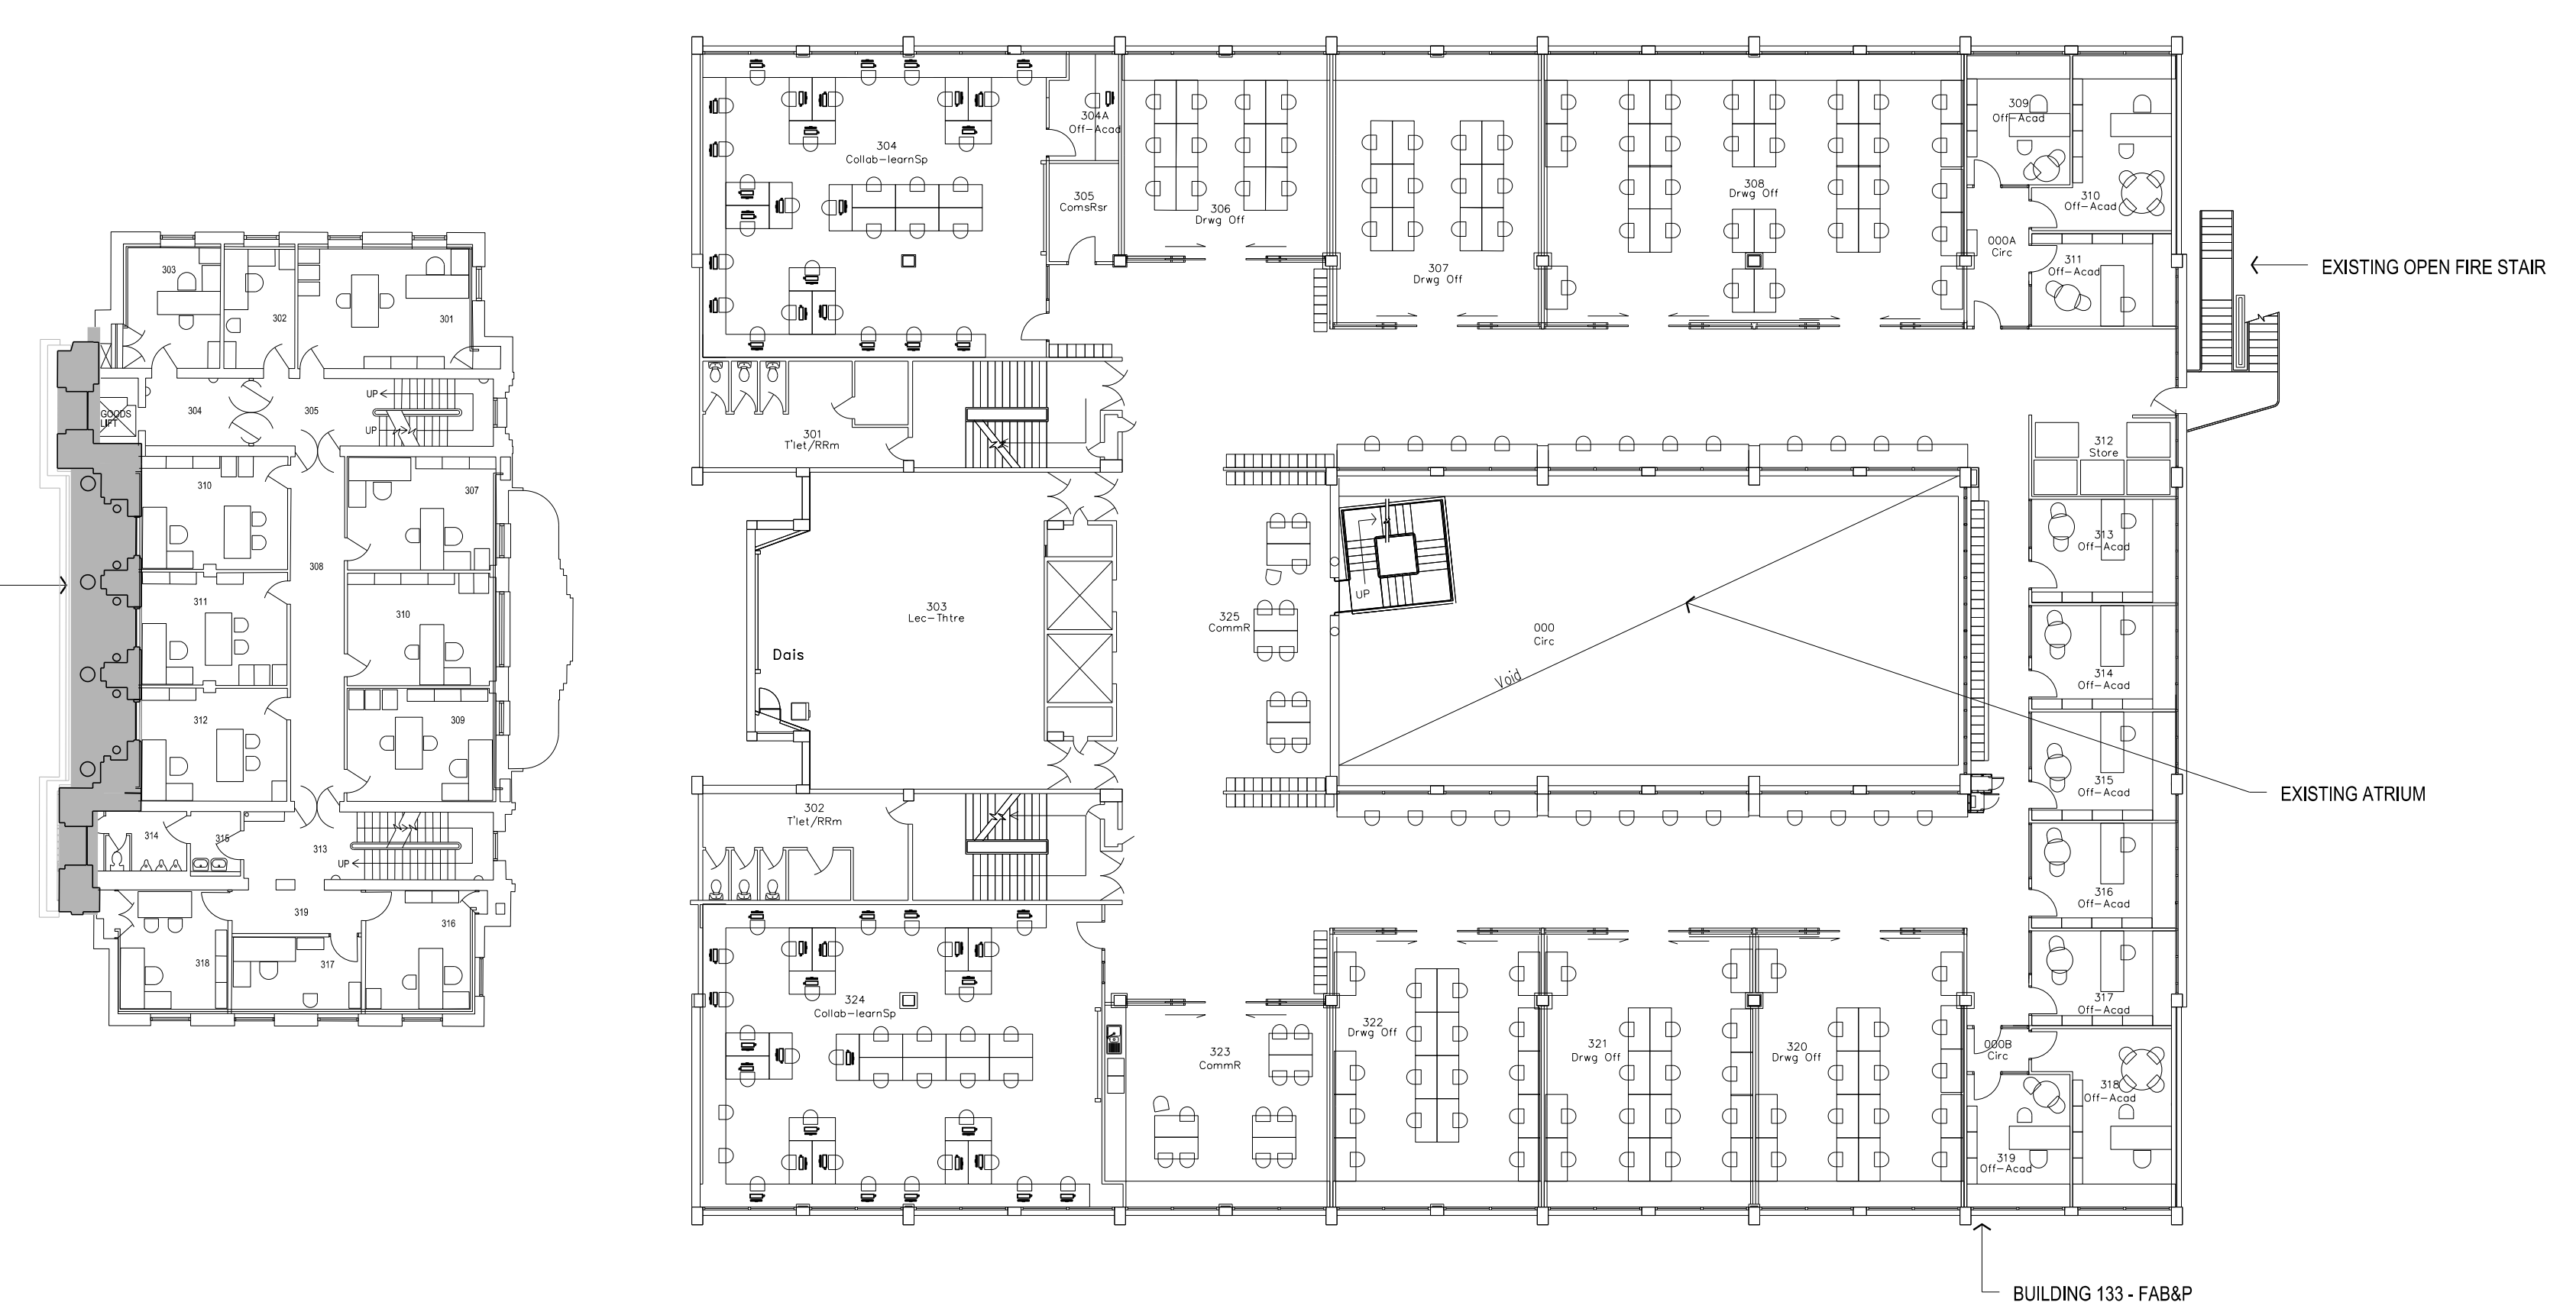 303
302
301
304
305
UP
UP
GOODS
LIFT
310
307
308
311
310
312
309
314
315
313
UP
319
316
318
317
304
Collab-learnSp
304A
Off-Acad
305
ComsRsr
306
Drwg Off
307
Drwg Off
308
Drwg Off
309
Off-Acad
310
Off-Acad
000A
Circ
311
Off-Acad
EXISTING OPEN FIRE STAIR
301
T'let/RRm
312
Store
303
Lec-Thtre
Dais
325
CommR
UP
000
Circ
Void
313
Off-Acad
314
Off-Acad
315
Off-Acad
EXISTING ATRIUM
302
T'let/RRm
316
Off-Acad
317
Off-Acad
324
Collab-learnSp
323
CommR
322
Drwg Off
321
Drwg Off
320
Drwg Off
000B
Circ
318
Off-Acad
319
Off-Acad
BUILDING 133 - FAB&P